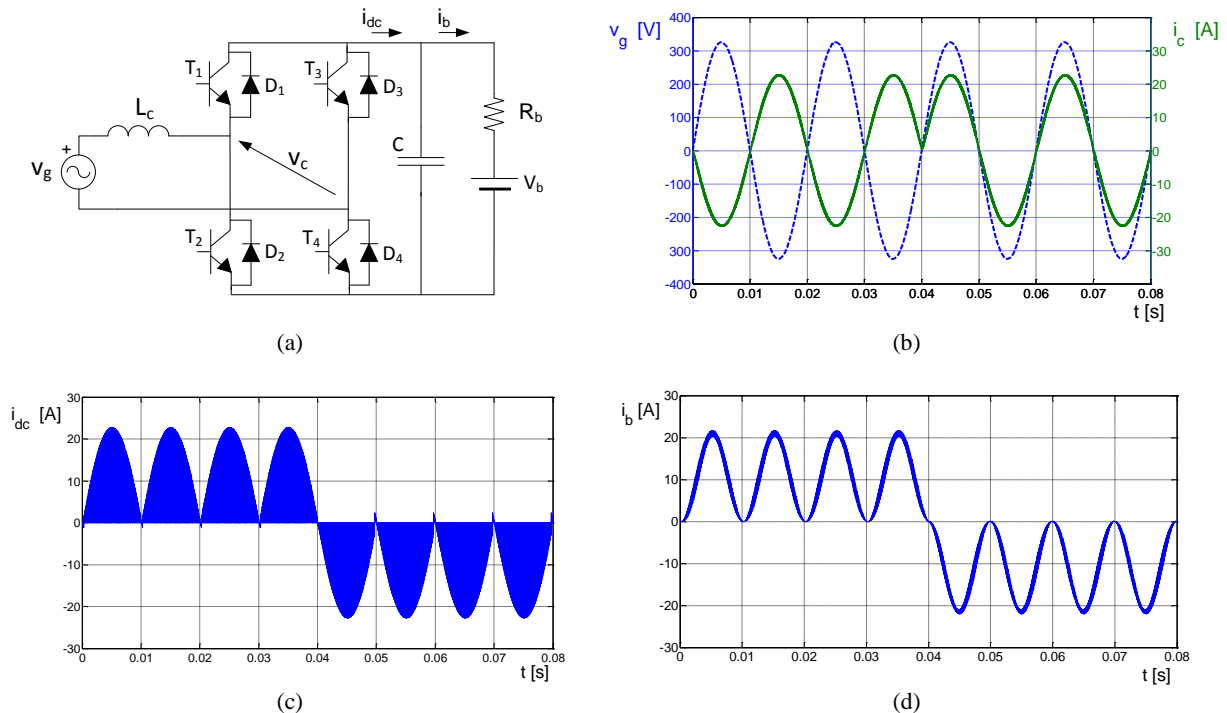 i_dc i_b
T_1 D_1 T_3 D_3
L_c
R_b
v_c C
+
v_g V_b
T_2 D_2 T_4 D_4
(a)
v_g [V] i_c [A]
400
300 30
200 20
100 10
0 0
-100 -10
-200 -20
-300 -30
-400
0 0.01 0.02 0.03 0.04 0.05 0.06 0.07 0.08
t [s]
(b)
i_dc [A]
30
20
10
0
-10
-20
-30
0 0.01 0.02 0.03 0.04 0.05 0.06 0.07 0.08
t [s]
(c)
i_b [A]
30
20
10
0
-10
-20
-30
0 0.01 0.02 0.03 0.04 0.05 0.06 0.07 0.08
t [s]
(d)